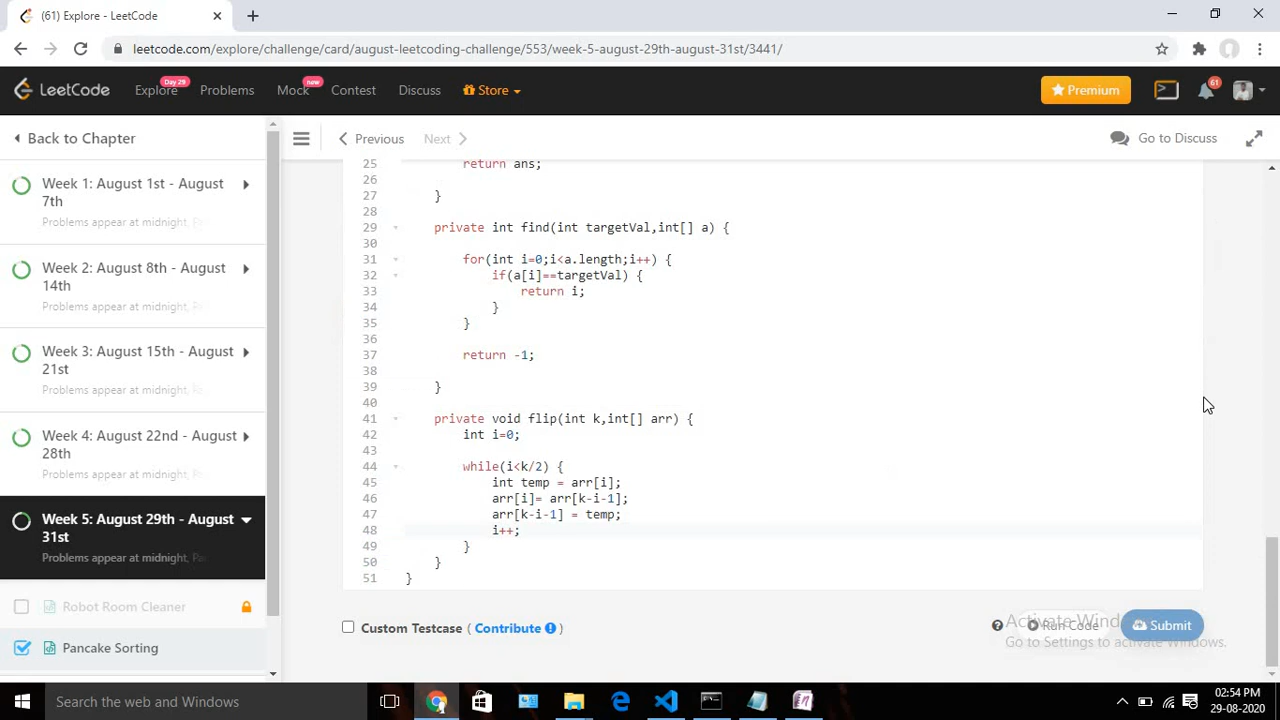 (61) Explore - LeetCode
leetcode.com/explore/challenge/card/august-leetcoding-challenge/553/week-5-august-29th-august-31st/3441/
LeetCode
Explore
Day 29
Problems
Mock
new
Contest
Discuss
Store
Premium
61
Back to Chapter
Previous
Next
Go to Discuss
Week 1: August 1st - August
7th
Problems appear at midnight,
Week 2: August 8th - August
14th
Problems appear at midnight,
Week 3: August 15th - August
21st
Problems appear at midnight,
Week 4: August 22nd - August
28th
Problems appear at midnight,
Week 5: August 29th - August
31st
Problems appear at midnight,
Robot Room Cleaner
Pancake Sorting
25 return ans;
26
27 }
28
29 private int find(int targetVal,int[] a) {
30
31 for(int i=0;i<a.length;i++) {
32 if(a[i]==targetVal) {
33 return i;
34 }
35 }
36
37 return -1;
38
39 }
40
41 private void flip(int k,int[] arr) {
42 int i=0;
43
44 while(i<k/2) {
45 int temp = arr[i];
46 arr[i]= arr[k-i-1];
47 arr[k-i-1] = temp;
48 i++;
49 }
50 }
51 }
Custom Testcase ( Contribute )
Run Code
Submit
Activate Wind
Go to Settings to activate Windows.
Search the web and Windows
02:54 PM
29-08-2020